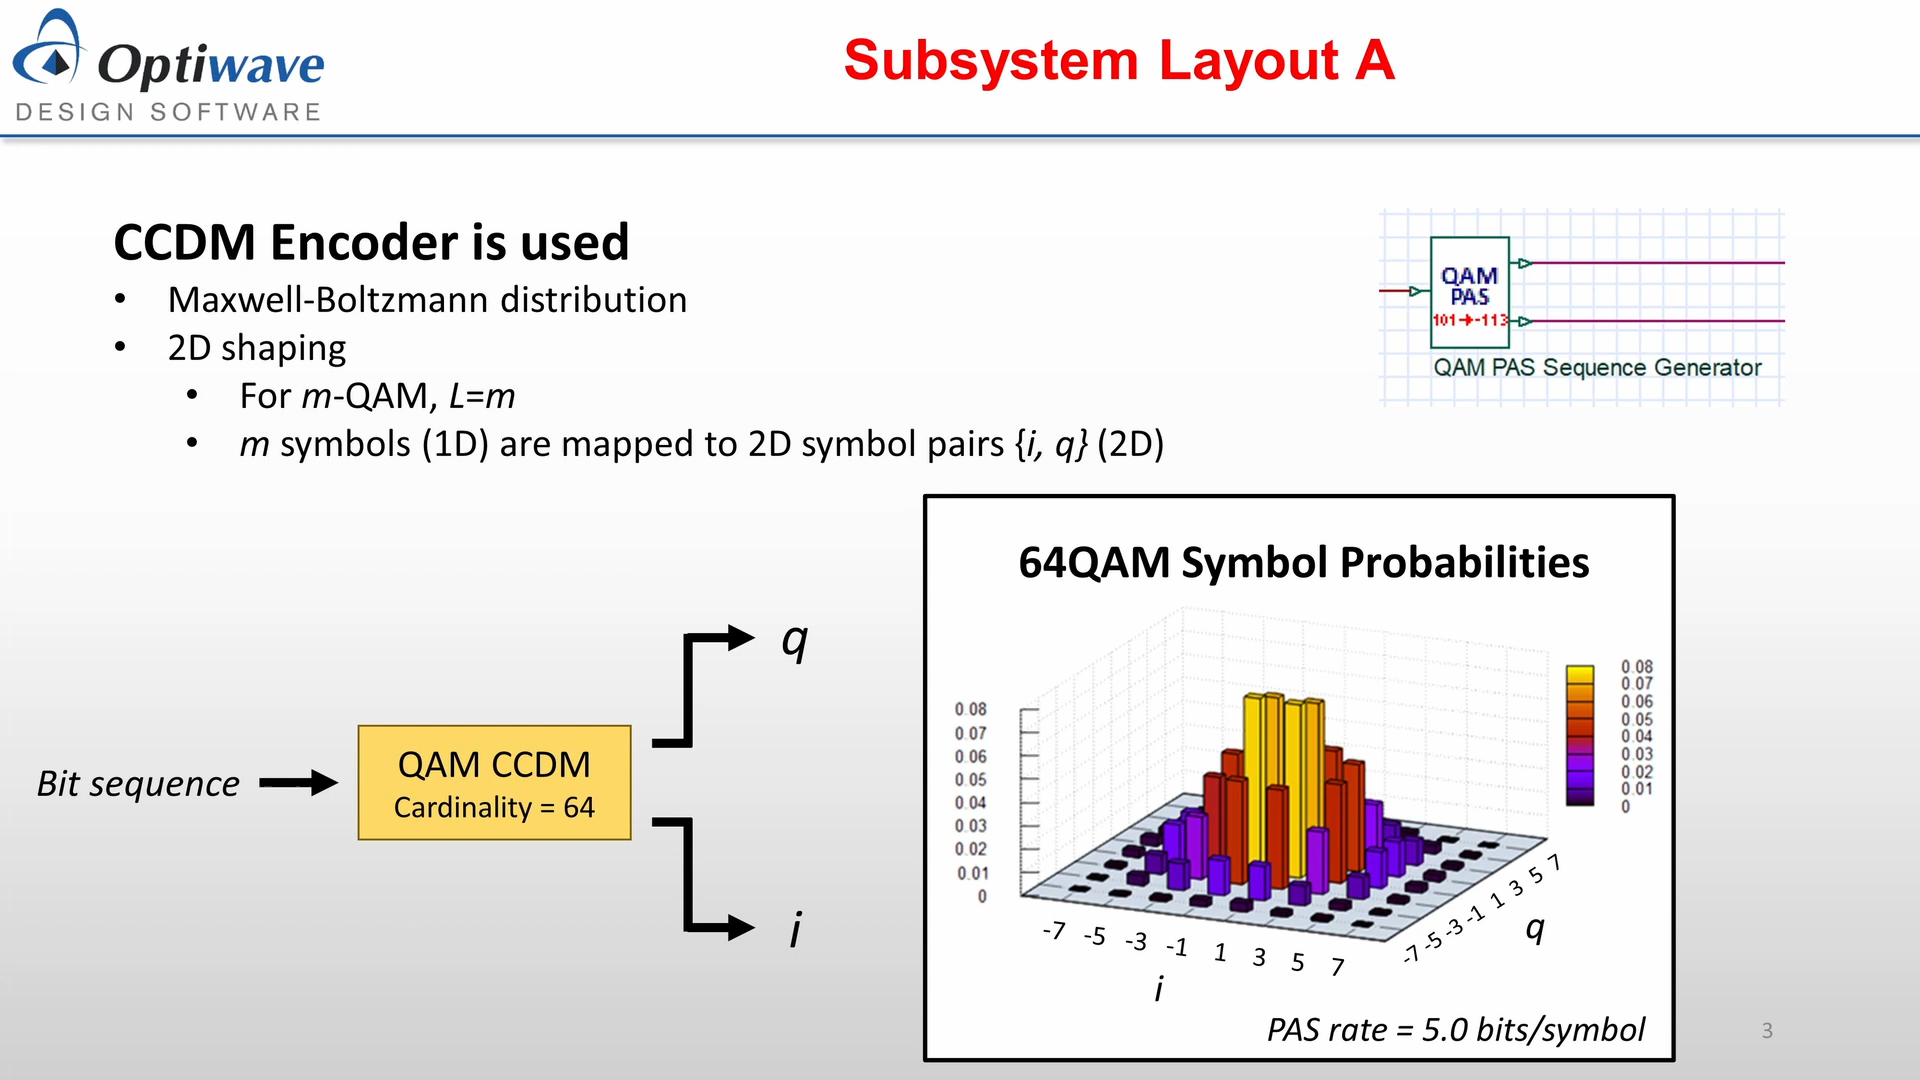 Optiwave
DESIGN SOFTWARE
Subsystem Layout A
CCDM Encoder is used
• Maxwell-Boltzmann distribution
• 2D shaping
• For m-QAM, L=m
• m symbols (1D) are mapped to 2D symbol pairs {i, q} (2D)
QAM
PAS
101→-113
QAM PAS Sequence Generator
Bit sequence
QAM CCDM
Cardinality = 64
q
i
64QAM Symbol Probabilities
0.08
0.07
0.06
0.05
0.04
0.03
0.02
0.01
0
-7 -5 -3 -1 1 3 5 7
i
-7 -5 -3 -1 1 3 5 7
q
0.08
0.07
0.06
0.05
0.04
0.03
0.02
0.01
0
PAS rate = 5.0 bits/symbol
3